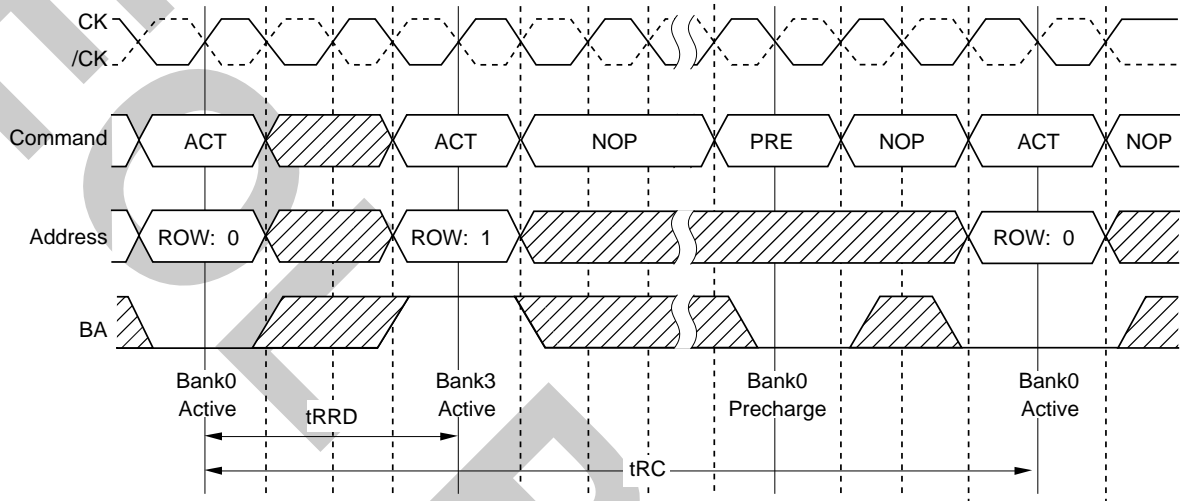 CK
/CK
Command ACT ACT NOP PRE NOP ACT NOP
Address ROW: 0 ROW: 1 ROW: 0
BA
Bank0 Bank3 Bank0 Bank0
Active Active Precharge Active
tRRD
tRC